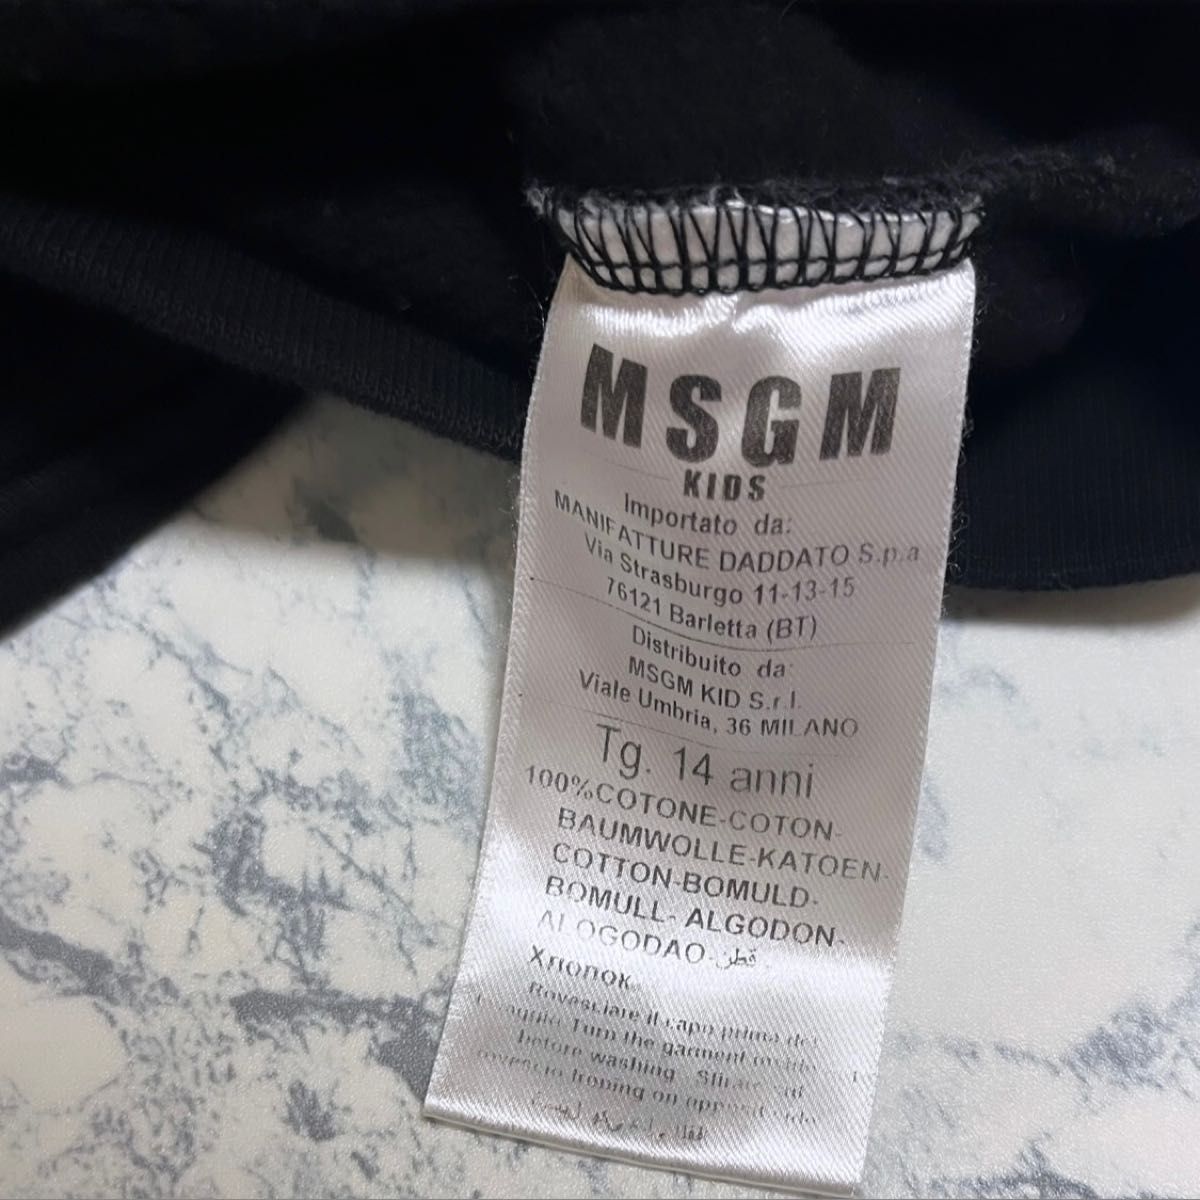 MSGM
KIDS
Importato da:
MANIFATTURE DADDATO S.p.a
Via Strasburgo 11-13-15
76121 Barletta (BT)
Distribuito da:
MSGM KID S.r.l.
Viale Umbria, 36 MILANO
Tg. 14 anni
100%COTONE-COTON-
BAUMWOLLE-KATOEN-
COTTON-BOMULD-
BOMULL- ALGODON-
ALOGODAO-قطن-
Хлопок.
Rovesciare il capo prima del
Turn the garment
before washing
ironing on